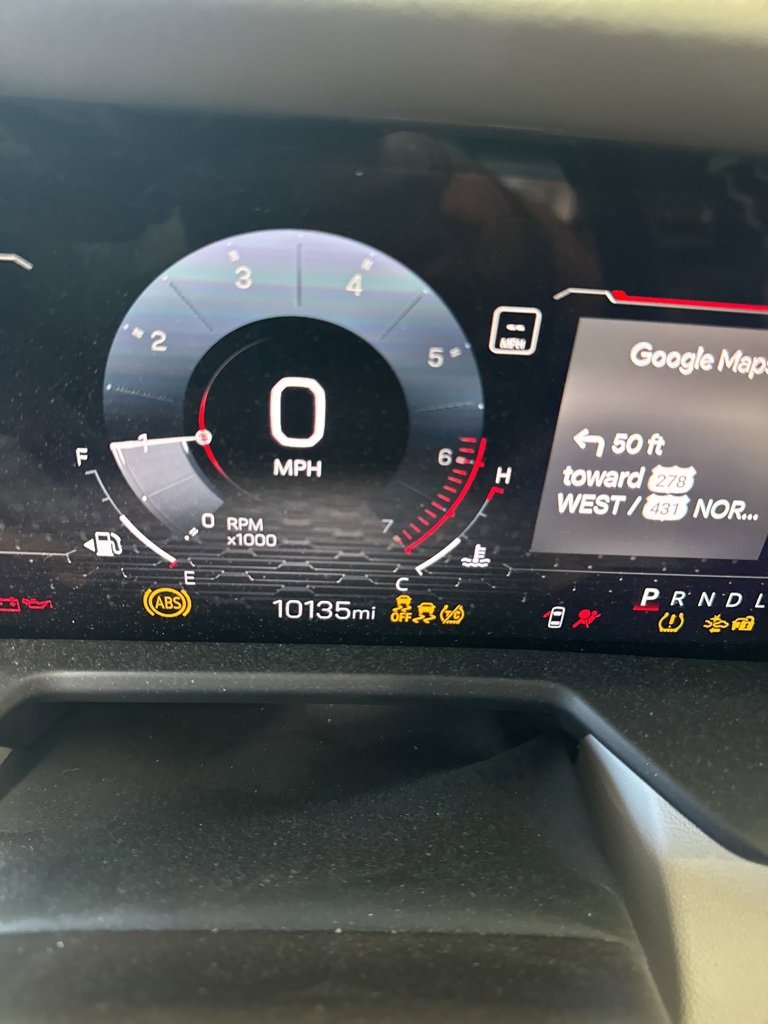 3
4
2
5
1
6
0
7
0
MPH
RPM
x1000
F
E
H
C
MPH
Google Maps
50 ft
toward 278
WEST / 431 NOR...
ABS
10135mi
OFF
P R N D L